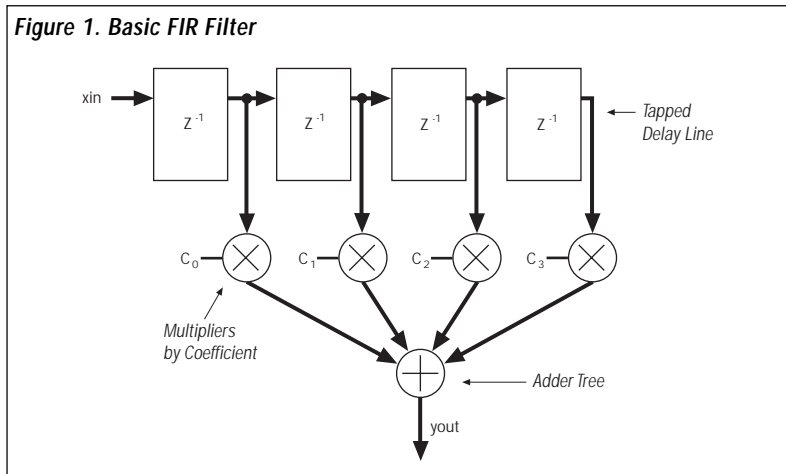 Figure 1. Basic FIR Filter
xin
Z -1
Z -1
Z -1
Z -1
Tapped
Delay Line
C0
C1
C2
C3
Multipliers
by Coefficient
Adder Tree
yout